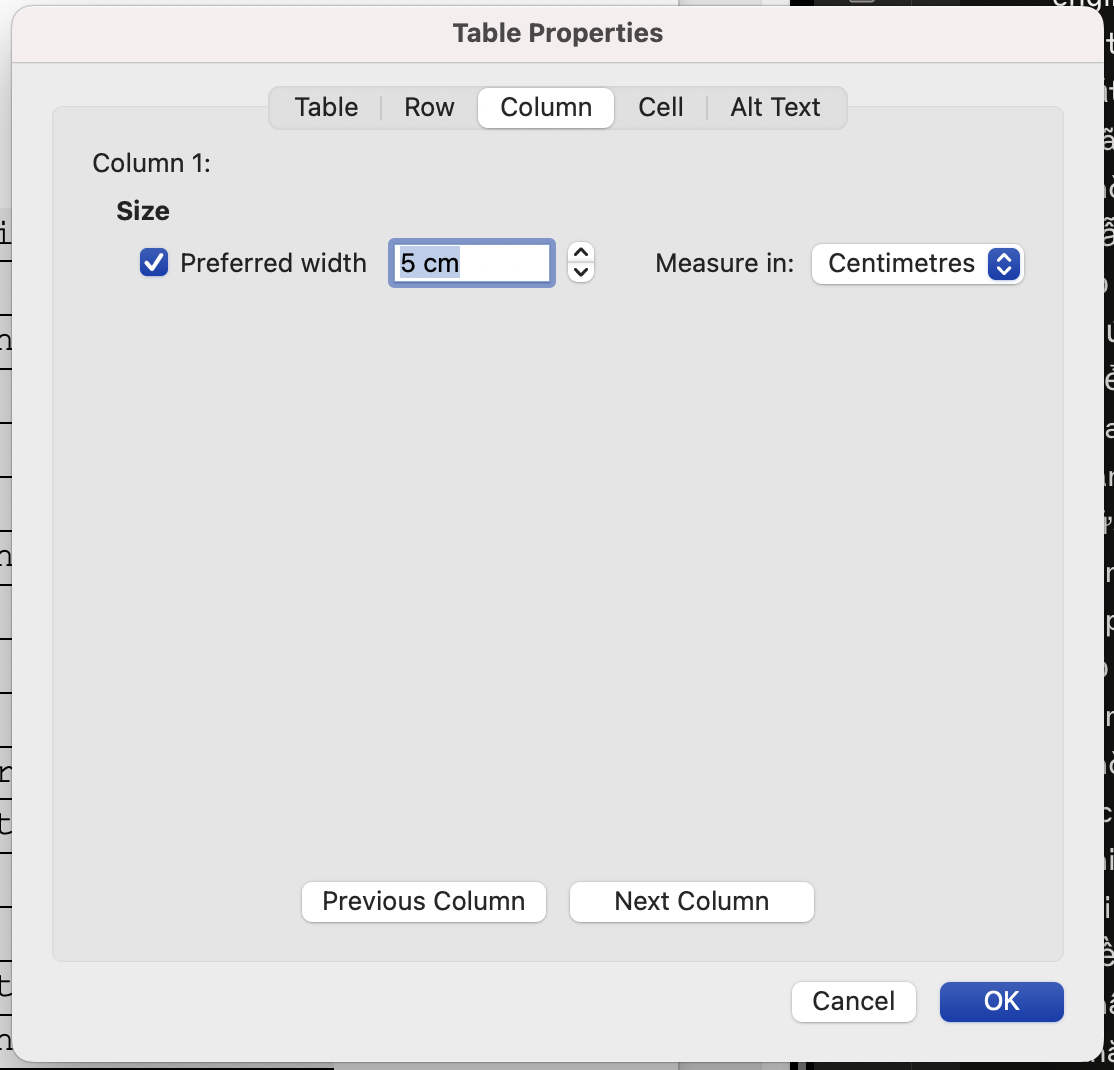 Table Properties
Table Row Column Cell Alt Text
Column 1:
Size
Preferred width 5 cm Measure in: Centimetres
Previous Column Next Column
Cancel OK